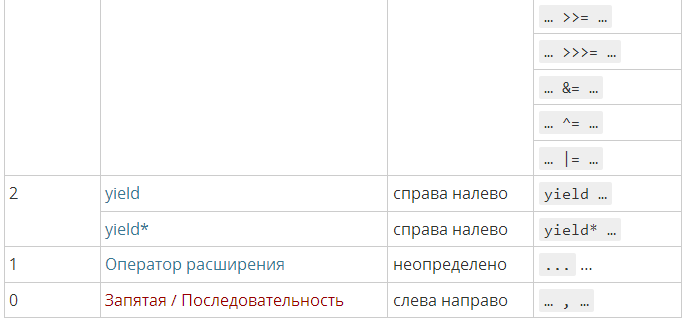 … >>= …
… >>>= …
… &= …
… ^= …
… |= …
2 yield справа налево yield …
yield* справа налево yield* …
1 Оператор расширения неопределено ... …
0 Запятая / Последовательность слева направо … , …